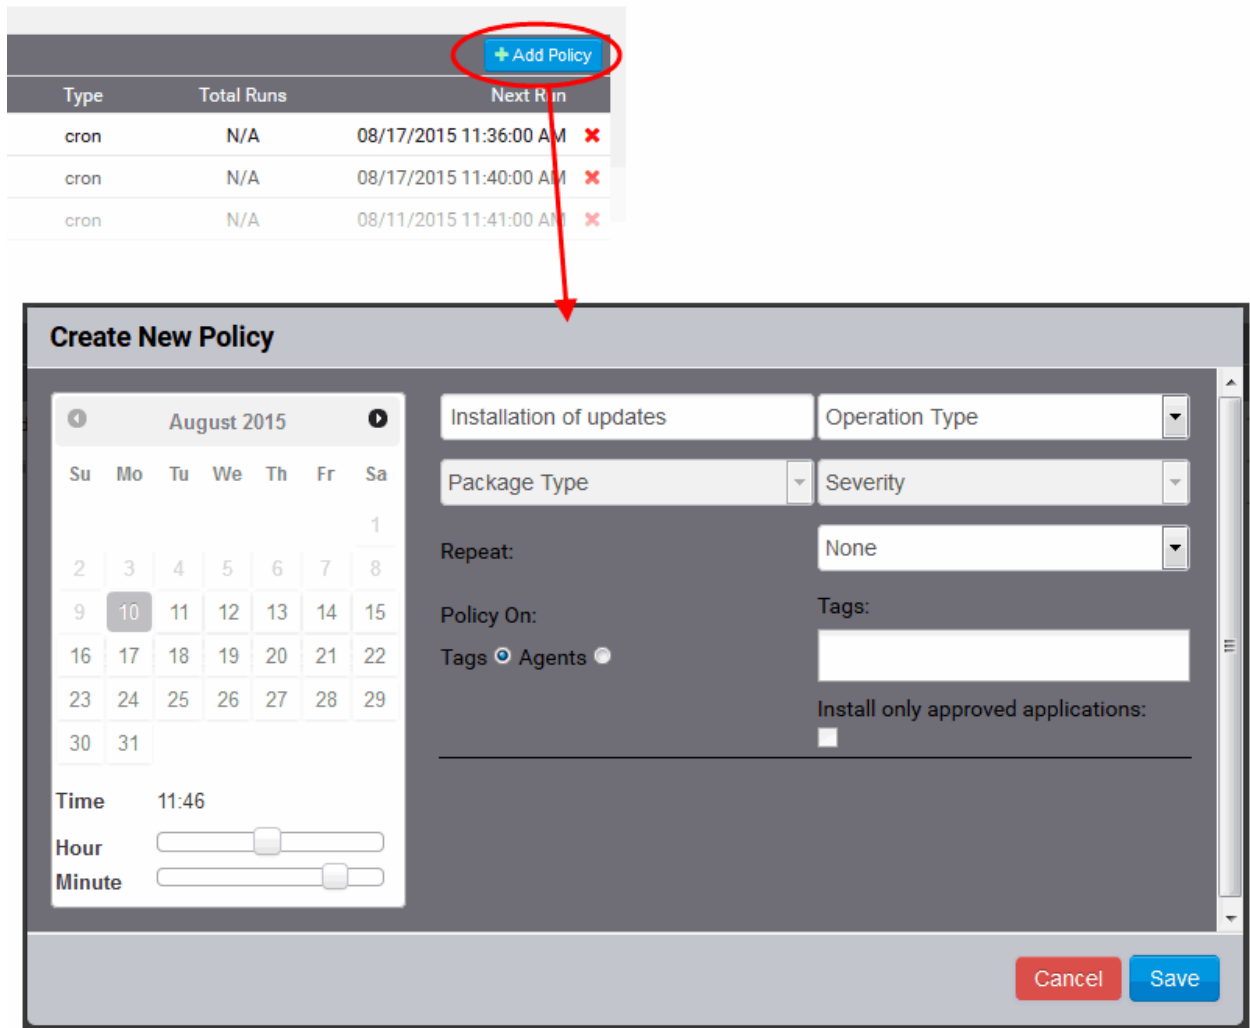 + Add Policy
Type Total Runs Next Run
cron N/A 08/17/2015 11:36:00 AM
cron N/A 08/17/2015 11:40:00 AM
cron N/A 08/11/2015 11:41:00 AM
Create New Policy
August 2015
Su Mo Tu We Th Fr Sa
1
2 3 4 5 6 7 8
9 10 11 12 13 14 15
16 17 18 19 20 21 22
23 24 25 26 27 28 29
30 31
Time 11:46
Hour
Minute
Installation of updates Operation Type
Package Type Severity
Repeat: None
Policy On: Tags:
Tags Agents
Install only approved applications:
Cancel Save